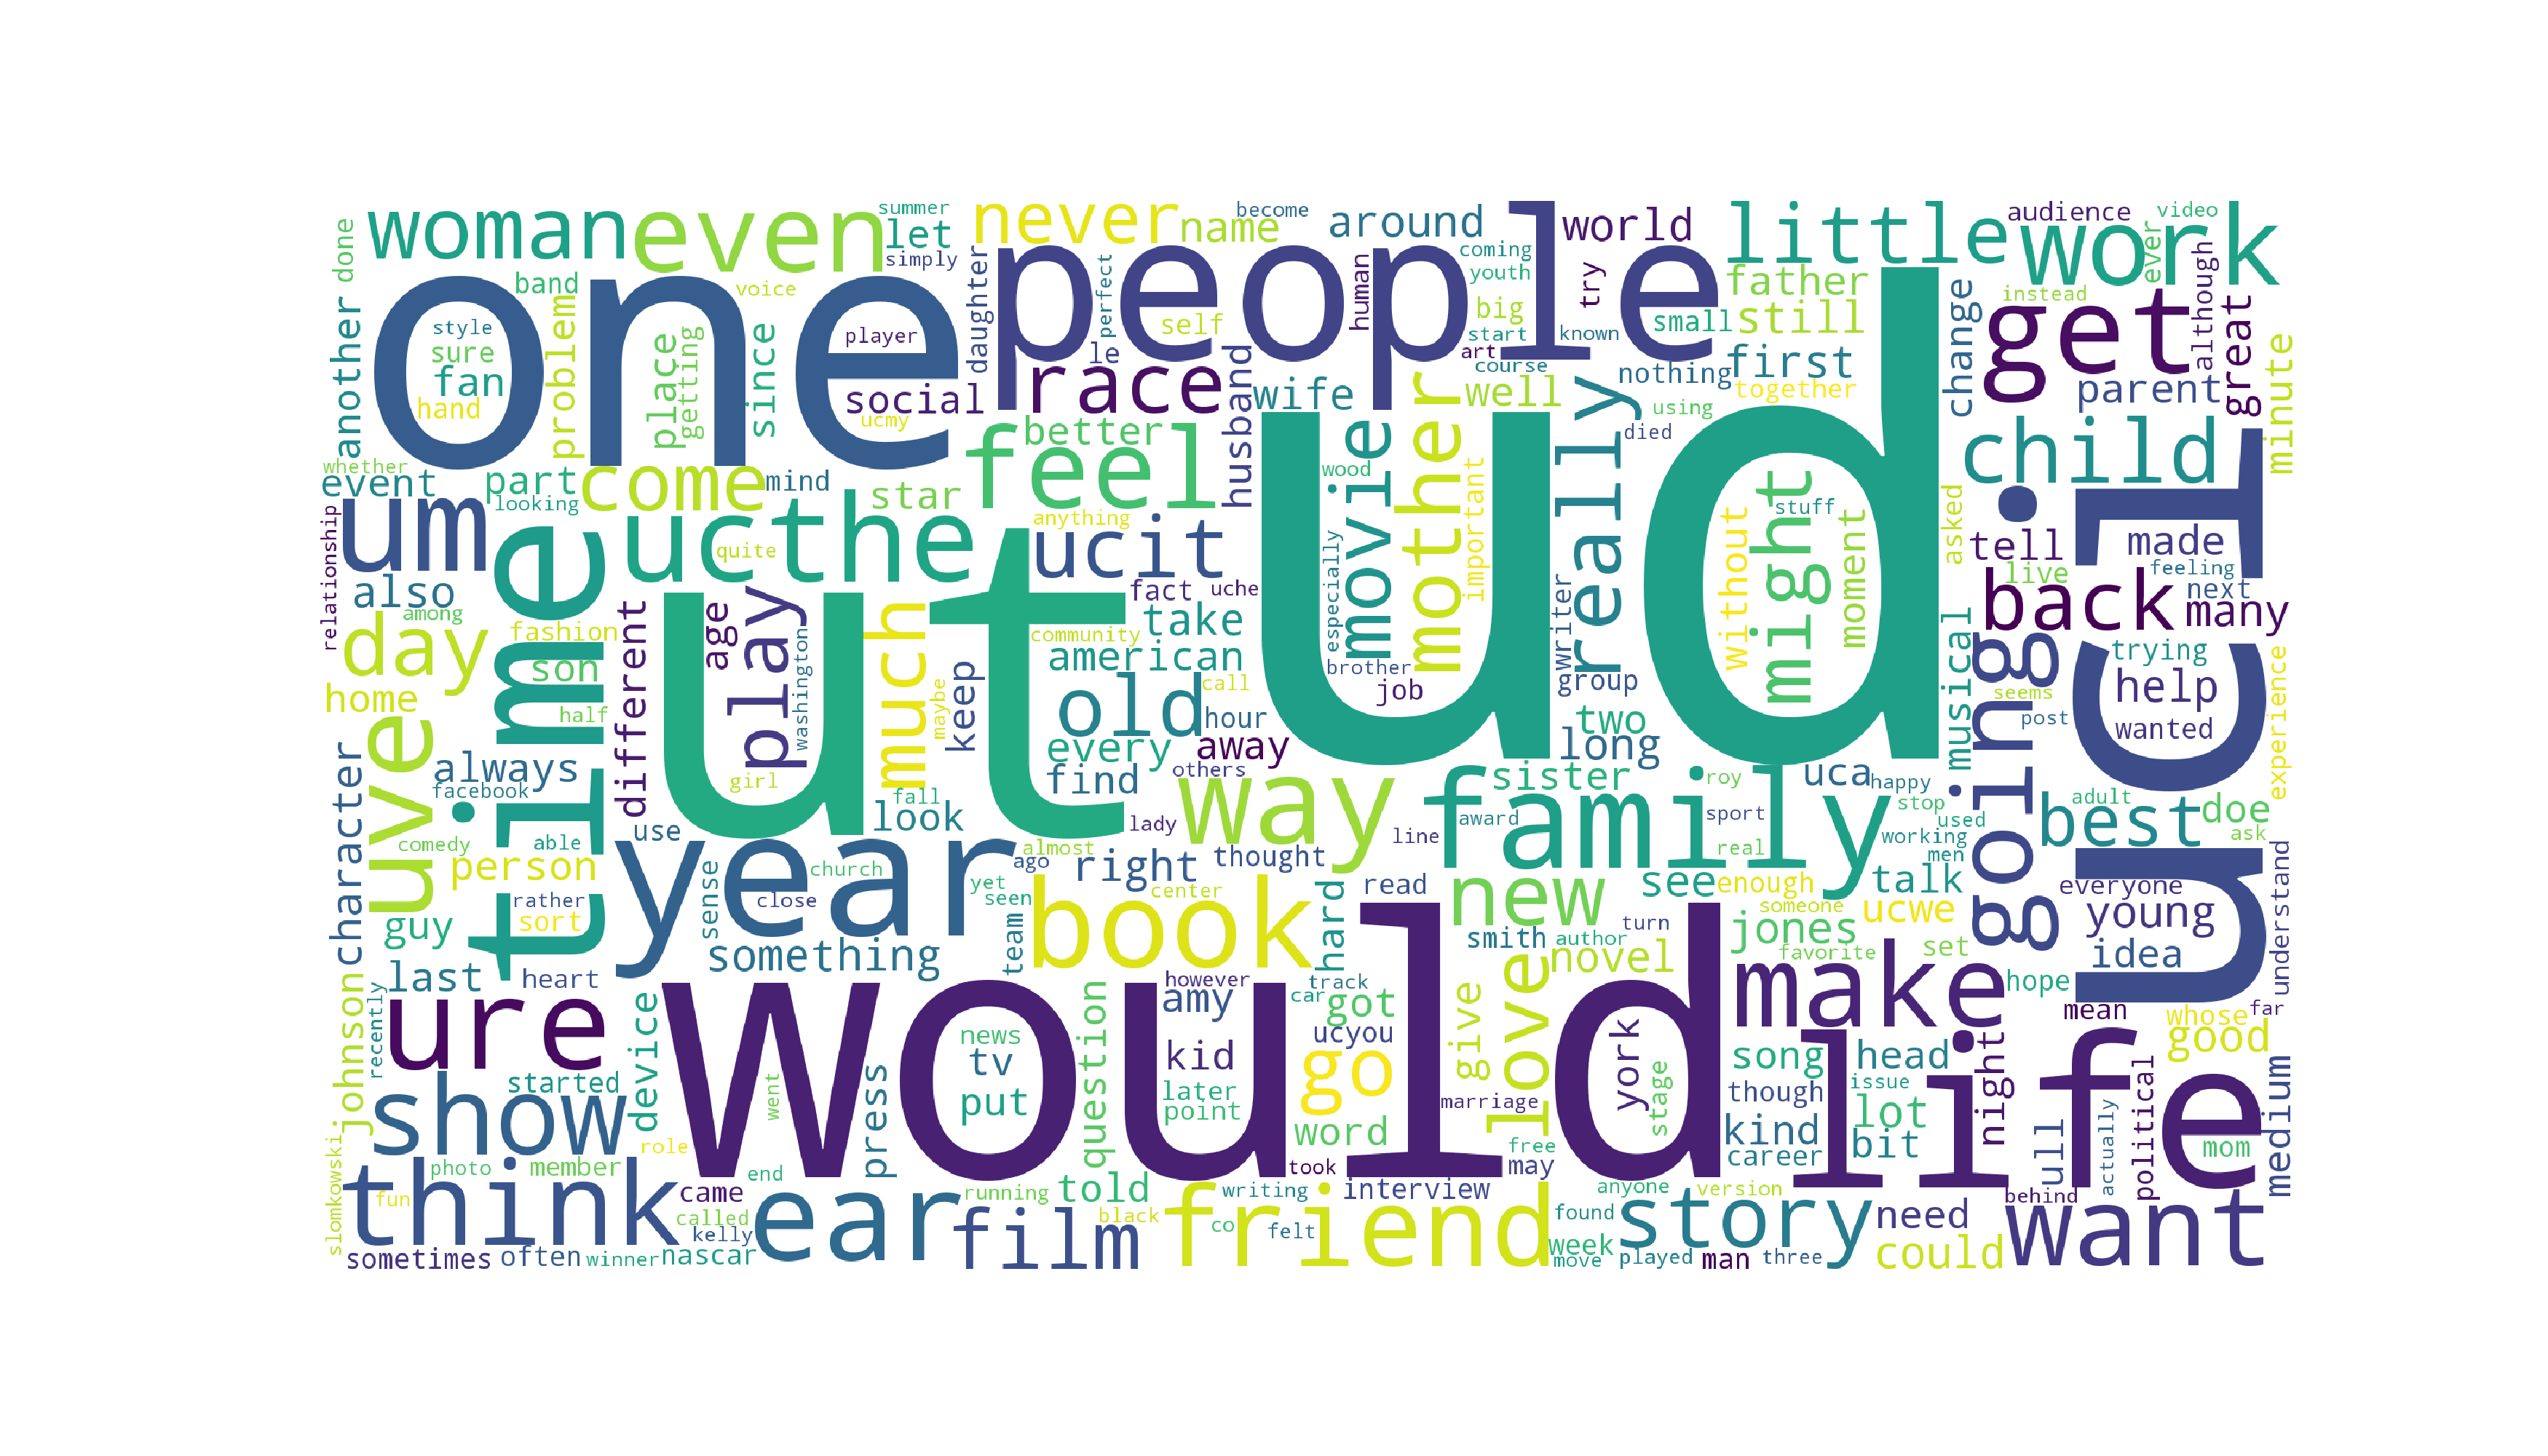 summer
become
audience
video
woman
even
never
name
around
world
little
work
let
simply
done
band
voice
daughter
perfect
coming
youth
human
try
father
ever
although
one
people
style
player
self
big
small
still
change
instead
get
great
another
sure
fan
hand
problem
place
getting
since
social
ucmy
le
race
start
art
course
known
nothing
first
together
parent
minute
husband
wife
well
using
died
really
whether
event
part
looking
come
mind
star
feel
better
anything
wood
movie
mother
important
especially
might
stuff
without
moment
asked
child
relationship
um
time
ucthe
quite
ucit
ud
ut
tell
made
feeling
live
next
back
many
also
among
fact
uche
take
writer
day
fashion
son
different
age
play
washington
much
community
american
brother
job
group
musical
going
trying
help
seems
post
wanted
experience
ucl
home
half
uve
keep
maybe
old
call
hour
two
long
every
away
find
others
character
always
facebook
girl
fall
look
sister
roy
uca
happy
sport
stop
used
adult
best
doe
ask
way
family
comedy
able
use
lady
line
award
working
men
real
person
year
church
ago
almost
right
thought
yet
seen
center
read
new
see
enough
talk
everyone
understand
rather
sort
sense
close
book
hard
someone
ucwe
young
guy
something
team
smith
author
turn
jones
favorite
set
idea
last
heart
novel
johnson
recently
ure
device
would
however
amy
track
car
got
give
love
make
hope
mean
whose
far
good
news
tv
put
question
kid
later
point
ucyou
go
york
stage
song
head
night
though
issue
life
show
started
went
press
marriage
word
kind
career
lot
bit
ull
political
actually
mom
medium
slomkowski
photo
member
role
end
took
free
may
think
fun
came
called
kelly
ear
running
told
writing
interview
anyone
version
behind
film
black
friend
co
felt
found
story
need
want
sometimes
often
winner
nascar
week
move
played
man
three
could